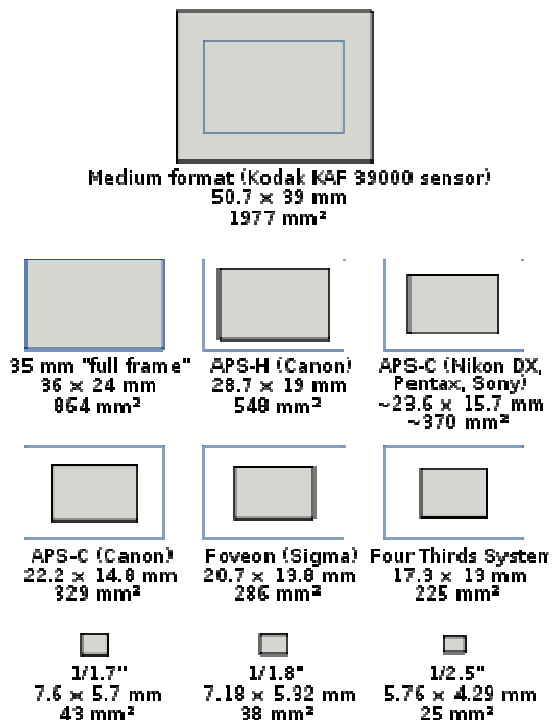 Medium format (Kodak KAF 39000 sensor)
50.7 × 39 mm
1977 mm²
35 mm "full frame"
36 × 24 mm
864 mm²
APS-H (Canon)
28.7 × 19 mm
548 mm²
APS-C (Nikon DX,
Pentax, Sony)
~23.6 × 15.7 mm
~370 mm²
APS-C (Canon)
22.2 × 14.8 mm
329 mm²
Foveon (Sigma)
20.7 × 13.8 mm
286 mm²
Four Thirds System
17.3 × 13 mm
225 mm²
1/1.7"
7.6 × 5.7 mm
43 mm²
1/1.8"
7.18 × 5.32 mm
38 mm²
1/2.5"
5.76 × 4.29 mm
25 mm²